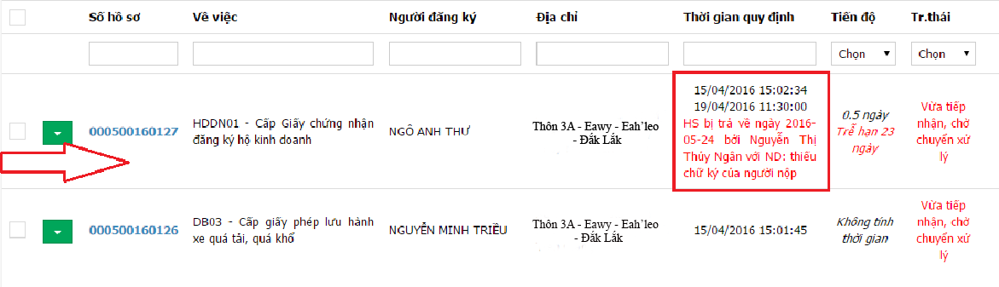 Số hồ sơ Về việc Người đăng ký Địa chỉ Thời gian quy định Tiến độ Tr.thái
Chọn Chọn
000500160127
HDDN01 - Cấp Giấy chứng nhận
đăng ký hộ kinh doanh
NGÔ ANH THƯ
Thôn 3A - Eawy - Eah'leo
- Đắk Lắk
15/04/2016 15:02:34
19/04/2016 11:30:00
HS bị trả về ngày 2016-
05-24 bởi Nguyễn Thị
Thúy Ngân với ND: thiếu
chữ ký của người nộp
0.5 ngày
Trễ hạn 23
ngày
Vừa tiếp
nhận, chờ
chuyển xử
lý
000500160126
DB03 - Cấp giấy phép lưu hành
xe quá tải, quá khổ
NGUYỄN MINH TRIỀU
Thôn 3A - Eawy - Eah'leo
- Đắk Lắk
15/04/2016 15:01:45
Không tính
thời gian
Vừa tiếp
nhận, chờ
chuyển xử
lý